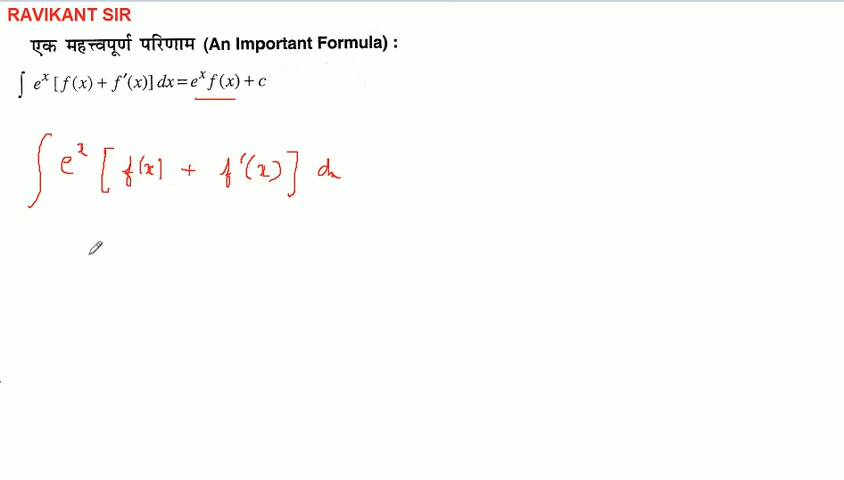 RAVIKANT SIR
एक महत्त्वपूर्ण परिणाम (An Important Formula) :
∫ eˣ [f(x) + f′(x)] dx = eˣ f(x) + c
∫ eˣ [f(x) + f′(x)] dx